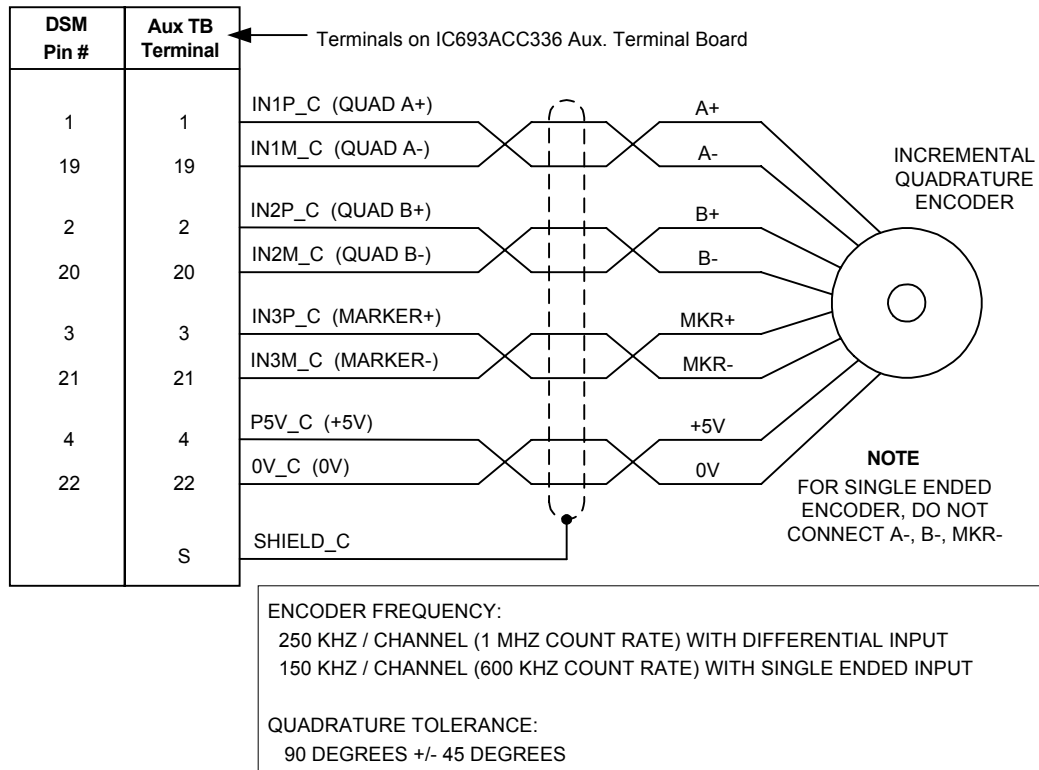 DSM Pin #
Aux TB Terminal
Terminals on IC693ACC336 Aux. Terminal Board
1 1 IN1P_C (QUAD A+) A+
19 19 IN1M_C (QUAD A-) A-
2 2 IN2P_C (QUAD B+) B+
20 20 IN2M_C (QUAD B-) B-
3 3 IN3P_C (MARKER+) MKR+
21 21 IN3M_C (MARKER-) MKR-
4 4 P5V_C (+5V) +5V
22 22 0V_C (0V) 0V
S SHIELD_C
INCREMENTAL
QUADRATURE
ENCODER
NOTE
FOR SINGLE ENDED
ENCODER, DO NOT
CONNECT A-, B-, MKR-
ENCODER FREQUENCY:
250 KHZ / CHANNEL (1 MHZ COUNT RATE) WITH DIFFERENTIAL INPUT
150 KHZ / CHANNEL (600 KHZ COUNT RATE) WITH SINGLE ENDED INPUT
QUADRATURE TOLERANCE:
90 DEGREES +/- 45 DEGREES